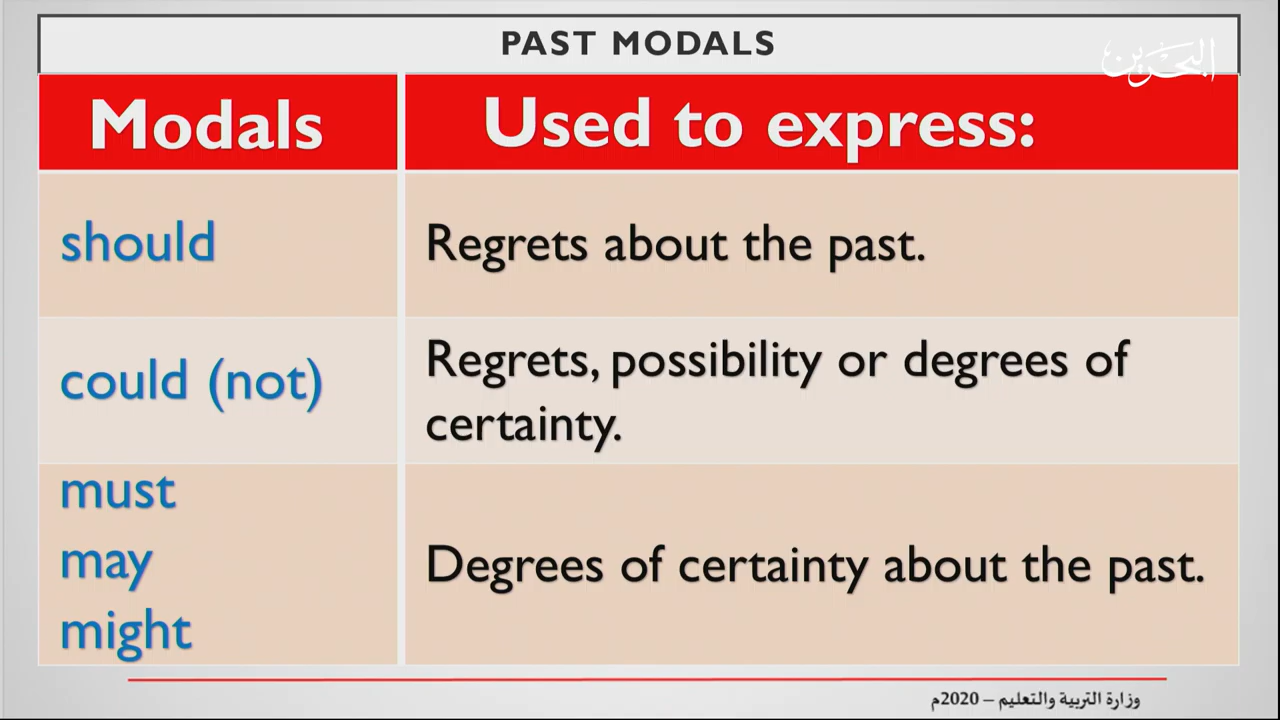 PAST MODALS
البحرين
Modals
Used to express:
should
Regrets about the past.
could (not)
Regrets, possibility or degrees of
certainty.
must
may
might
Degrees of certainty about the past.
وزارة التربية والتعليم – 2020م